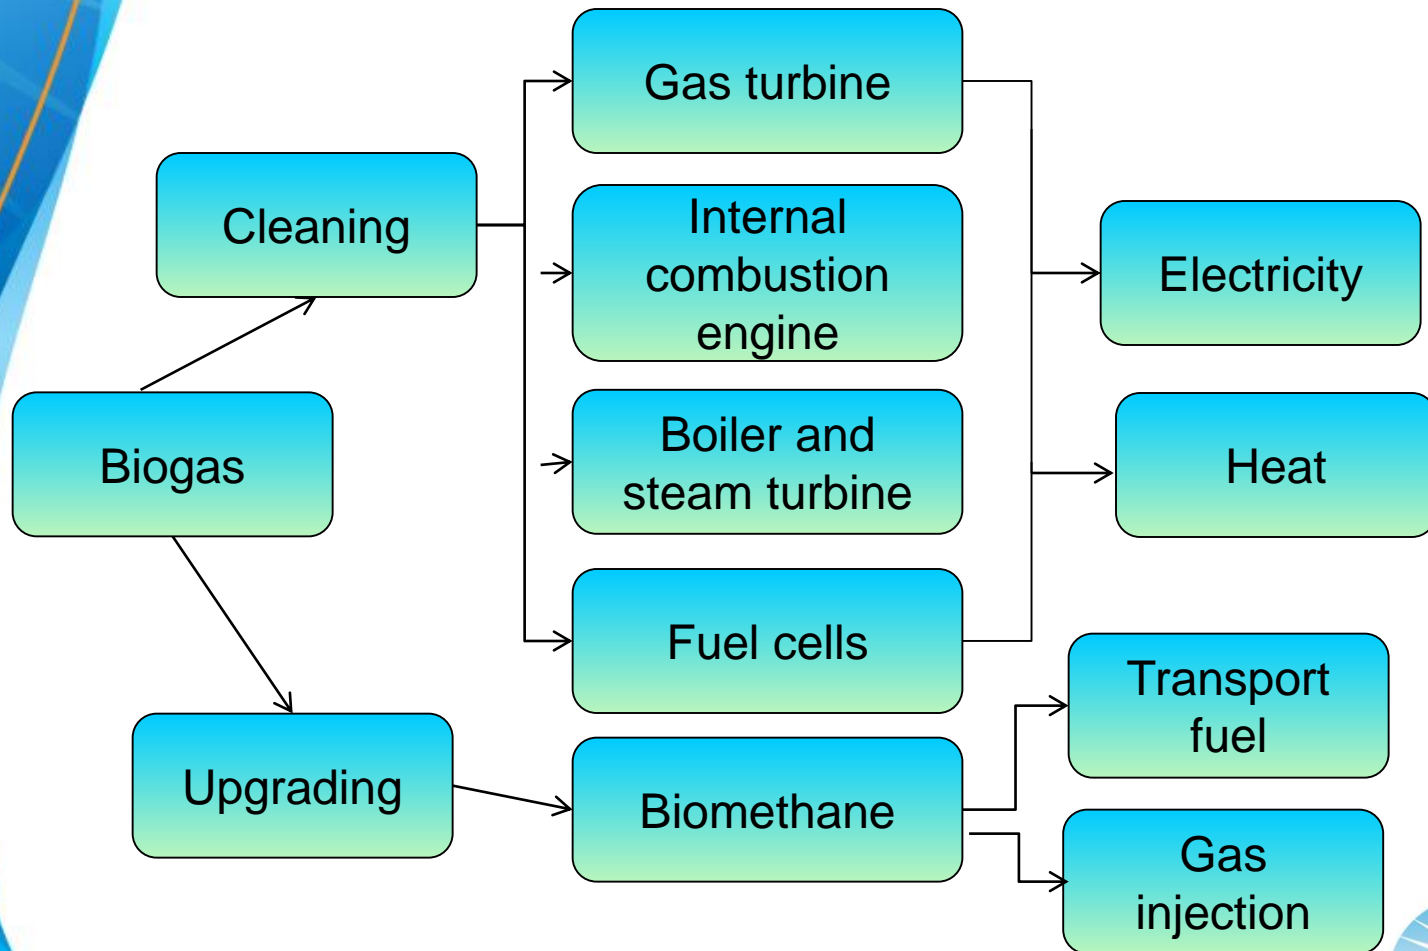 Gas turbine
Cleaning
Internal
combustion
engine
Electricity
Biogas
Boiler and
steam turbine
Heat
Fuel cells
Transport
fuel
Upgrading
Biomethane
Gas
injection